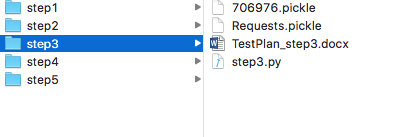 step1
step2
step3
step4
step5
706976.pickle
Requests.pickle
TestPlan_step3.docx
step3.py